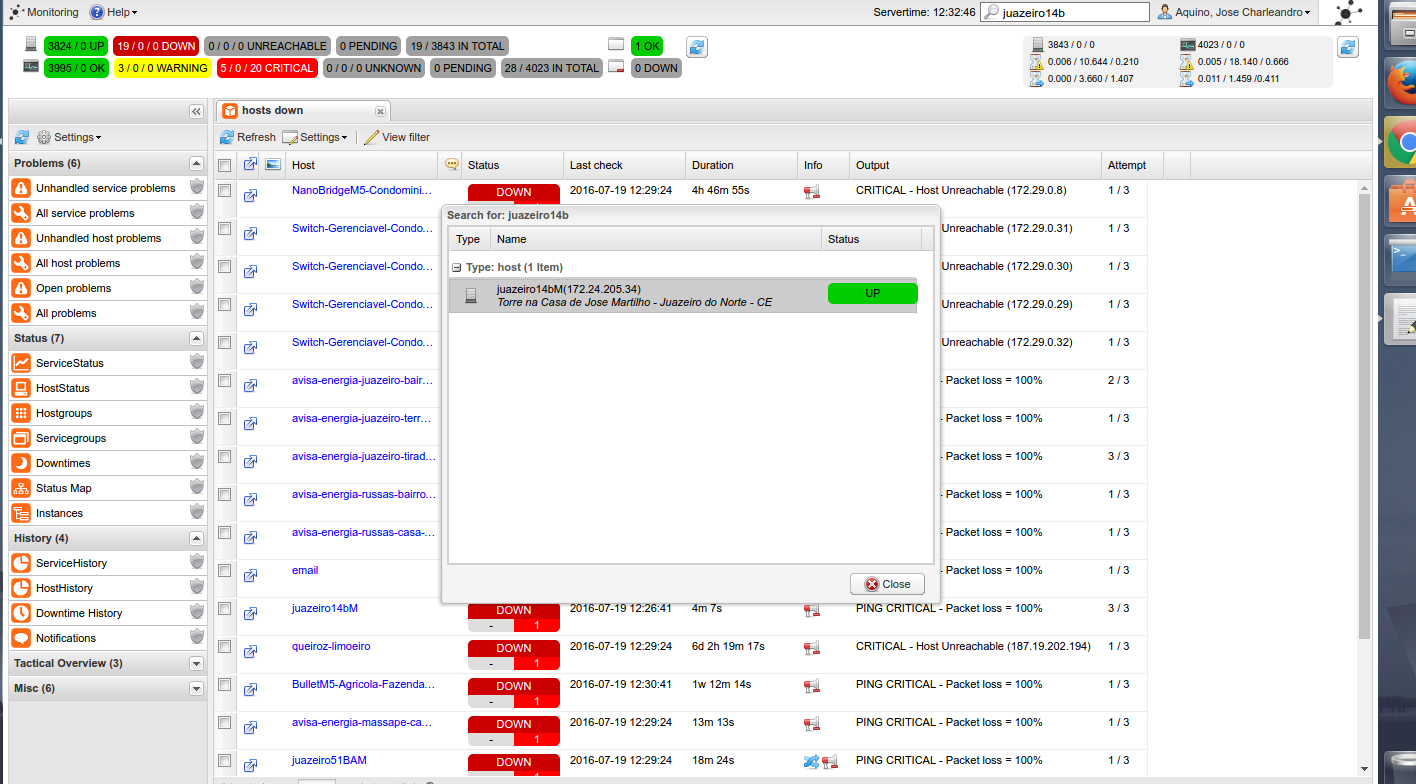 Monitoring Help Servertime: 12:32:46 juazeiro14b Aquino, Jose Charleandro
3824 / 0 UP 19 / 0 / 0 DOWN 0 / 0 / 0 UNREACHABLE 0 PENDING 19 / 3843 IN TOTAL 1 OK 3843 / 0 / 0 4023 / 0 / 0
3995 / 0 OK 3 / 0 / 0 WARNING 5 / 0 / 20 CRITICAL 0 / 0 / 0 UNKNOWN 0 PENDING 28 / 4023 IN TOTAL 0 DOWN 0.006 / 10.644 / 0.210 0.005 / 18.140 / 0.666
0.000 / 3.660 / 1.407 0.011 / 1.459 /0.411
Settings
Problems (6)
Unhandled service problems
All service problems
Unhandled host problems
All host problems
Open problems
All problems
Status (7)
ServiceStatus
HostStatus
Hostgroups
Servicegroups
Downtimes
Status Map
Instances
History (4)
ServiceHistory
HostHistory
Downtime History
Notifications
Tactical Overview (3)
Misc (6)
hosts down
Refresh Settings View filter
Host Status Last check Duration Info Output Attempt
NanoBridgeM5-Condomini... DOWN 2016-07-19 12:29:24 4h 46m 55s CRITICAL - Host Unreachable (172.29.0.8) 1 / 3
Switch-Gerenciavel-Condo... Unreachable (172.29.0.31) 1 / 3
Switch-Gerenciavel-Condo... Unreachable (172.29.0.30) 1 / 3
Switch-Gerenciavel-Condo... Unreachable (172.29.0.29) 1 / 3
Switch-Gerenciavel-Condo... Unreachable (172.29.0.32) 1 / 3
avisa-energia-juazeiro-bair... - Packet loss = 100% 2 / 3
avisa-energia-juazeiro-terr... - Packet loss = 100% 1 / 3
avisa-energia-juazeiro-tirad... - Packet loss = 100% 3 / 3
avisa-energia-russas-bairro... - Packet loss = 100% 1 / 3
avisa-energia-russas-casa-... - Packet loss = 100% 1 / 3
email - Packet loss = 100% 1 / 3
juazeiro14bM DOWN 2016-07-19 12:26:41 4m 7s PING CRITICAL - Packet loss = 100% 3 / 3
- 1
queiroz-limoeiro DOWN 2016-07-19 12:29:24 6d 2h 19m 17s CRITICAL - Host Unreachable (187.19.202.194) 1 / 3
- 1
BulletM5-Agricola-Fazenda... DOWN 2016-07-19 12:30:41 1w 12m 14s PING CRITICAL - Packet loss = 100% 1 / 3
- 1
avisa-energia-massape-ca... DOWN 2016-07-19 12:29:24 13m 13s PING CRITICAL - Packet loss = 100% 1 / 3
- 1
juazeiro51BAM DOWN 2016-07-19 12:29:24 18m 24s PING CRITICAL - Packet loss = 100% 1 / 3
Search for: juazeiro14b
Type Name Status
Type: host (1 Item)
juazeiro14bM(172.24.205.34) UP
Torre na Casa de Jose Martilho - Juazeiro do Norte - CE
Close